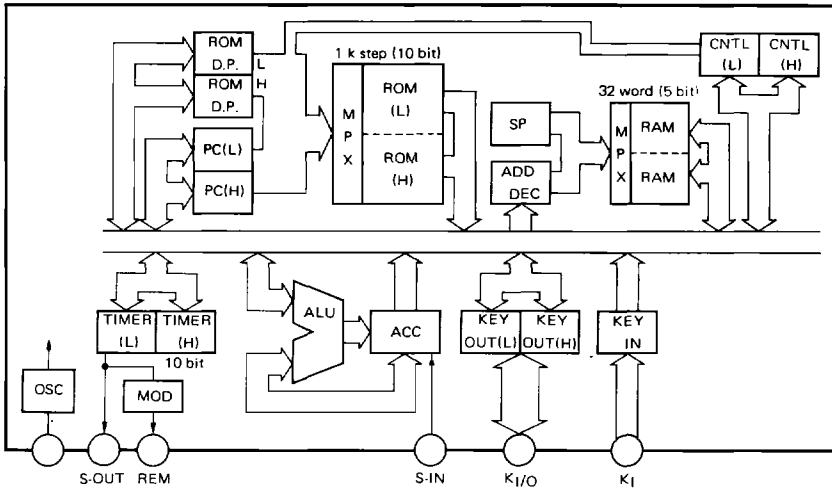 ROM
D.P.
L
H
ROM
D.P.
PC(L)
PC(H)
1 k step (10 bit)
M
P
X
ROM
(L)
ROM
(H)
SP
ADD
DEC
32 word (5 bit)
M
P
X
RAM
RAM
CNTL
(L)
CNTL
(H)
TIMER
(L)
TIMER
(H)
10 bit
OSC
MOD
ALU
ACC
KEY
OUT(L)
KEY
OUT(H)
KEY
IN
S-OUT
REM
S-IN
KI/O
KI